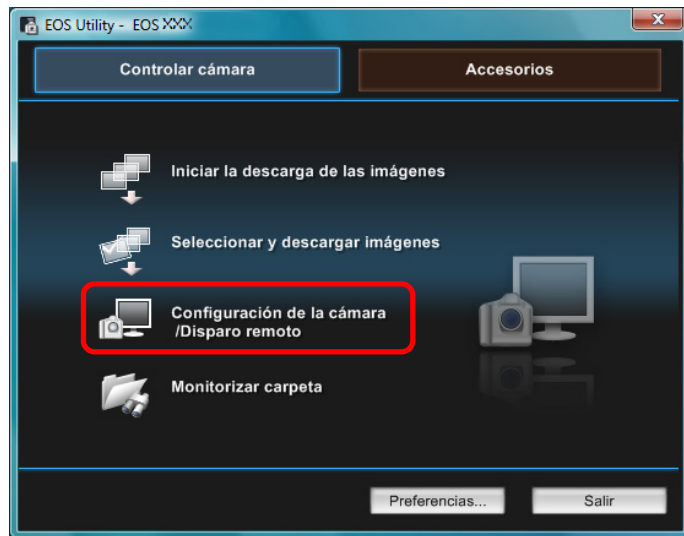 EOS Utility - EOS XXX
Controlar cámara
Accesorios
Iniciar la descarga de las imágenes
Seleccionar y descargar imágenes
Configuración de la cámara
/Disparo remoto
Monitorizar carpeta
Preferencias...
Salir